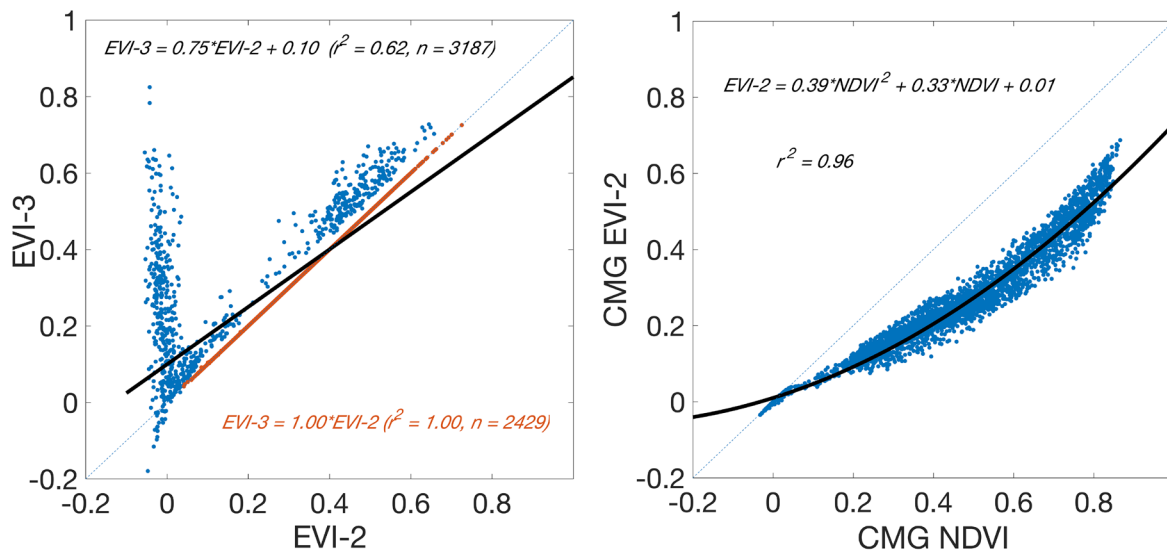 EVI-3 = 0.75*EVI-2 + 0.10 (r² = 0.62, n = 3187)
1
0.8
0.6
0.4
0.2
0
-0.2
EVI-3
EVI-3 = 1.00*EVI-2 (r² = 1.00, n = 2429)
-0.2 0 0.2 0.4 0.6 0.8
EVI-2
EVI-2 = 0.39*NDVI² + 0.33*NDVI + 0.01
r² = 0.96
1
0.8
0.6
0.4
0.2
0
-0.2
CMG EVI-2
-0.2 0 0.2 0.4 0.6 0.8
CMG NDVI